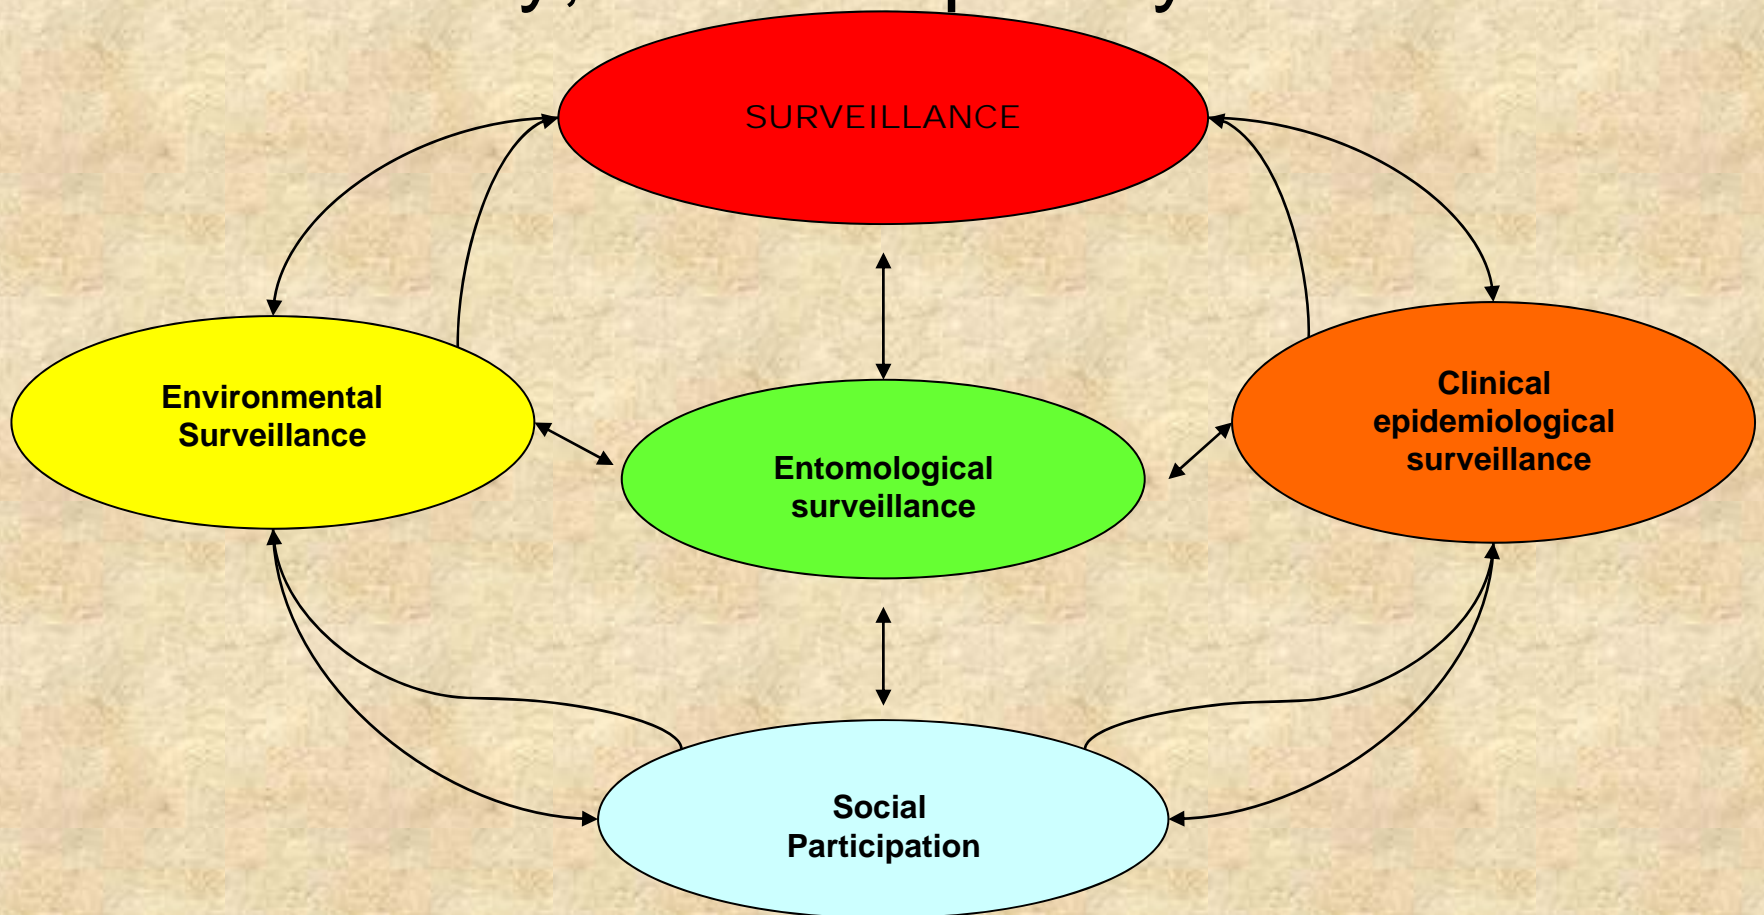 SURVEILLANCE
Environmental
Surveillance
Clinical
epidemiological
surveillance
Entomological
surveillance
Social
Participation